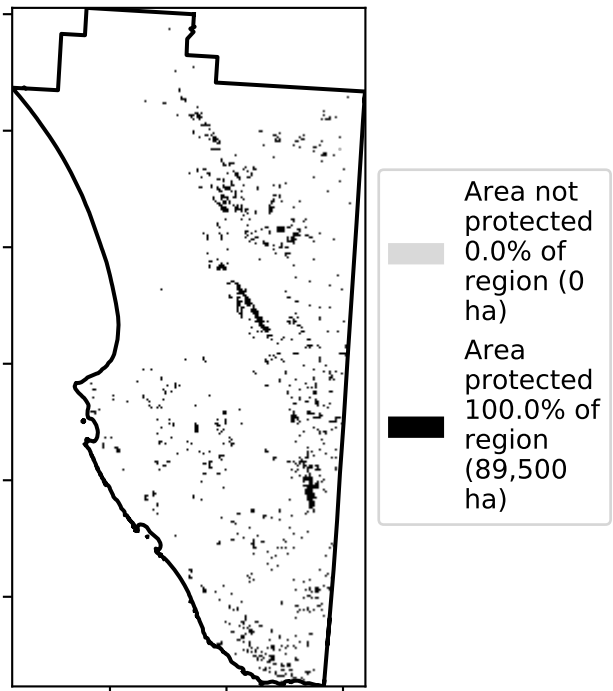 Area not
protected
0.0% of
region (0
ha)
Area
protected
100.0% of
region
(89,500
ha)